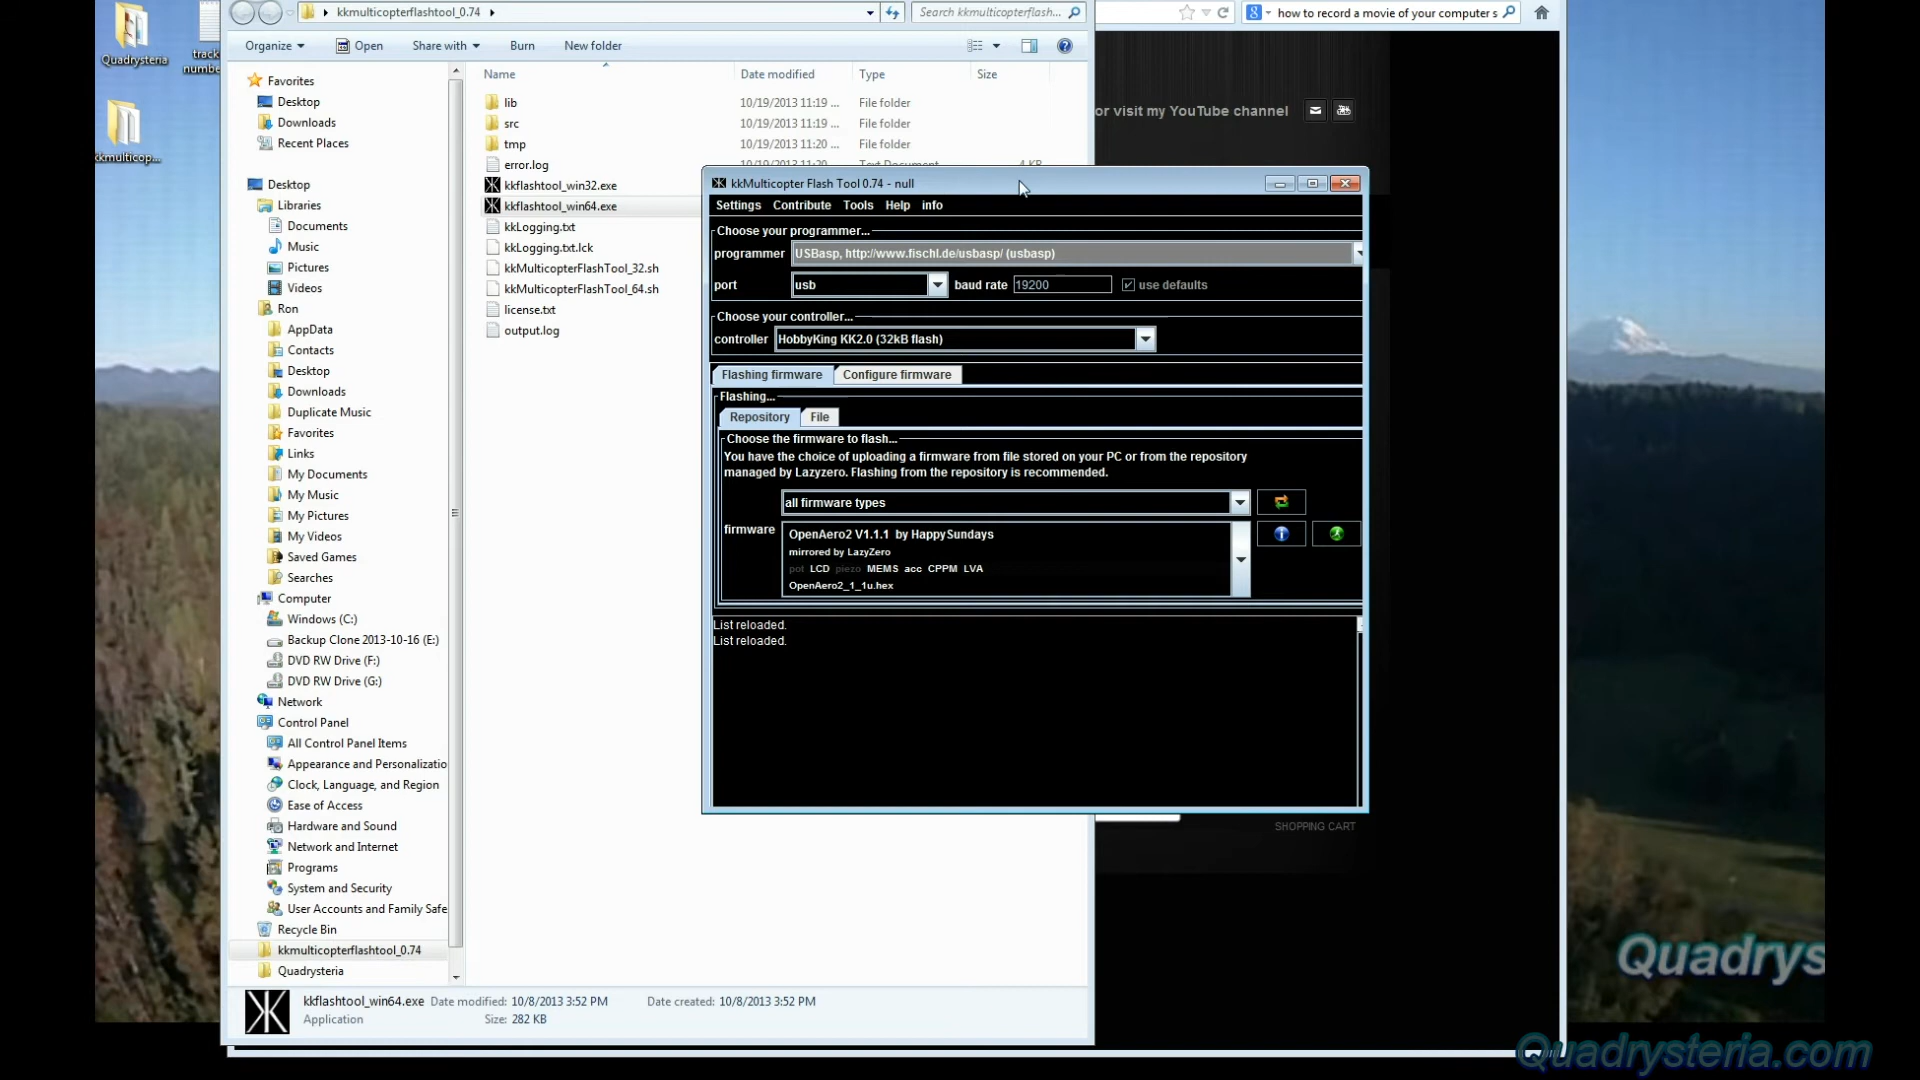 Quadrysteria
track
numbe
kkmulticop...
kkmulticopterflashtool_0.74
Search kkmulticopterflash...
how to record a movie of your computer s
Organize
Open
Share with
Burn
New folder
Name
Date modified
Type
Size
Favorites
Desktop
Downloads
Recent Places
Desktop
Libraries
Documents
Music
Pictures
Videos
Ron
AppData
Contacts
Desktop
Downloads
Duplicate Music
Favorites
Links
My Documents
My Music
My Pictures
My Videos
Saved Games
Searches
Computer
Windows (C:)
Backup Clone 2013-10-16 (E:)
DVD RW Drive (F:)
DVD RW Drive (G:)
Network
Control Panel
All Control Panel Items
Appearance and Personalizatio
Clock, Language, and Region
Ease of Access
Hardware and Sound
Network and Internet
Programs
System and Security
User Accounts and Family Safe
Recycle Bin
kkmulticopterflashtool_0.74
Quadrysteria
lib 10/19/2013 11:19 ... File folder
src 10/19/2013 11:19 ... File folder
tmp 10/19/2013 11:20 ... File folder
error.log 10/19/2013 11:20 ... Text Document 4 KB
kkflashtool_win32.exe
kkflashtool_win64.exe
kkLogging.txt
kkLogging.txt.lck
kkMulticopterFlashTool_32.sh
kkMulticopterFlashTool_64.sh
license.txt
output.log
or visit my YouTube channel
kkMulticopter Flash Tool 0.74 - null
Settings Contribute Tools Help info
Choose your programmer...
programmer USBasp, http://www.fischl.de/usbasp/ (usbasp)
port usb baud rate 19200 use defaults
Choose your controller...
controller HobbyKing KK2.0 (32kB flash)
Flashing firmware Configure firmware
Flashing...
Repository File
Choose the firmware to flash...
You have the choice of uploading a firmware from file stored on your PC or from the repository
managed by Lazyzero. Flashing from the repository is recommended.
all firmware types
firmware OpenAero2 V1.1.1 by HappySundays
mirrored by LazyZero
pot LCD piezo MEMS acc CPPM LVA
OpenAero2_1_1u.hex
List reloaded.
List reloaded.
SHOPPING CART
kkflashtool_win64.exe Date modified: 10/8/2013 3:52 PM Date created: 10/8/2013 3:52 PM
Application Size: 282 KB
Quadrys
Quadrysteria.com